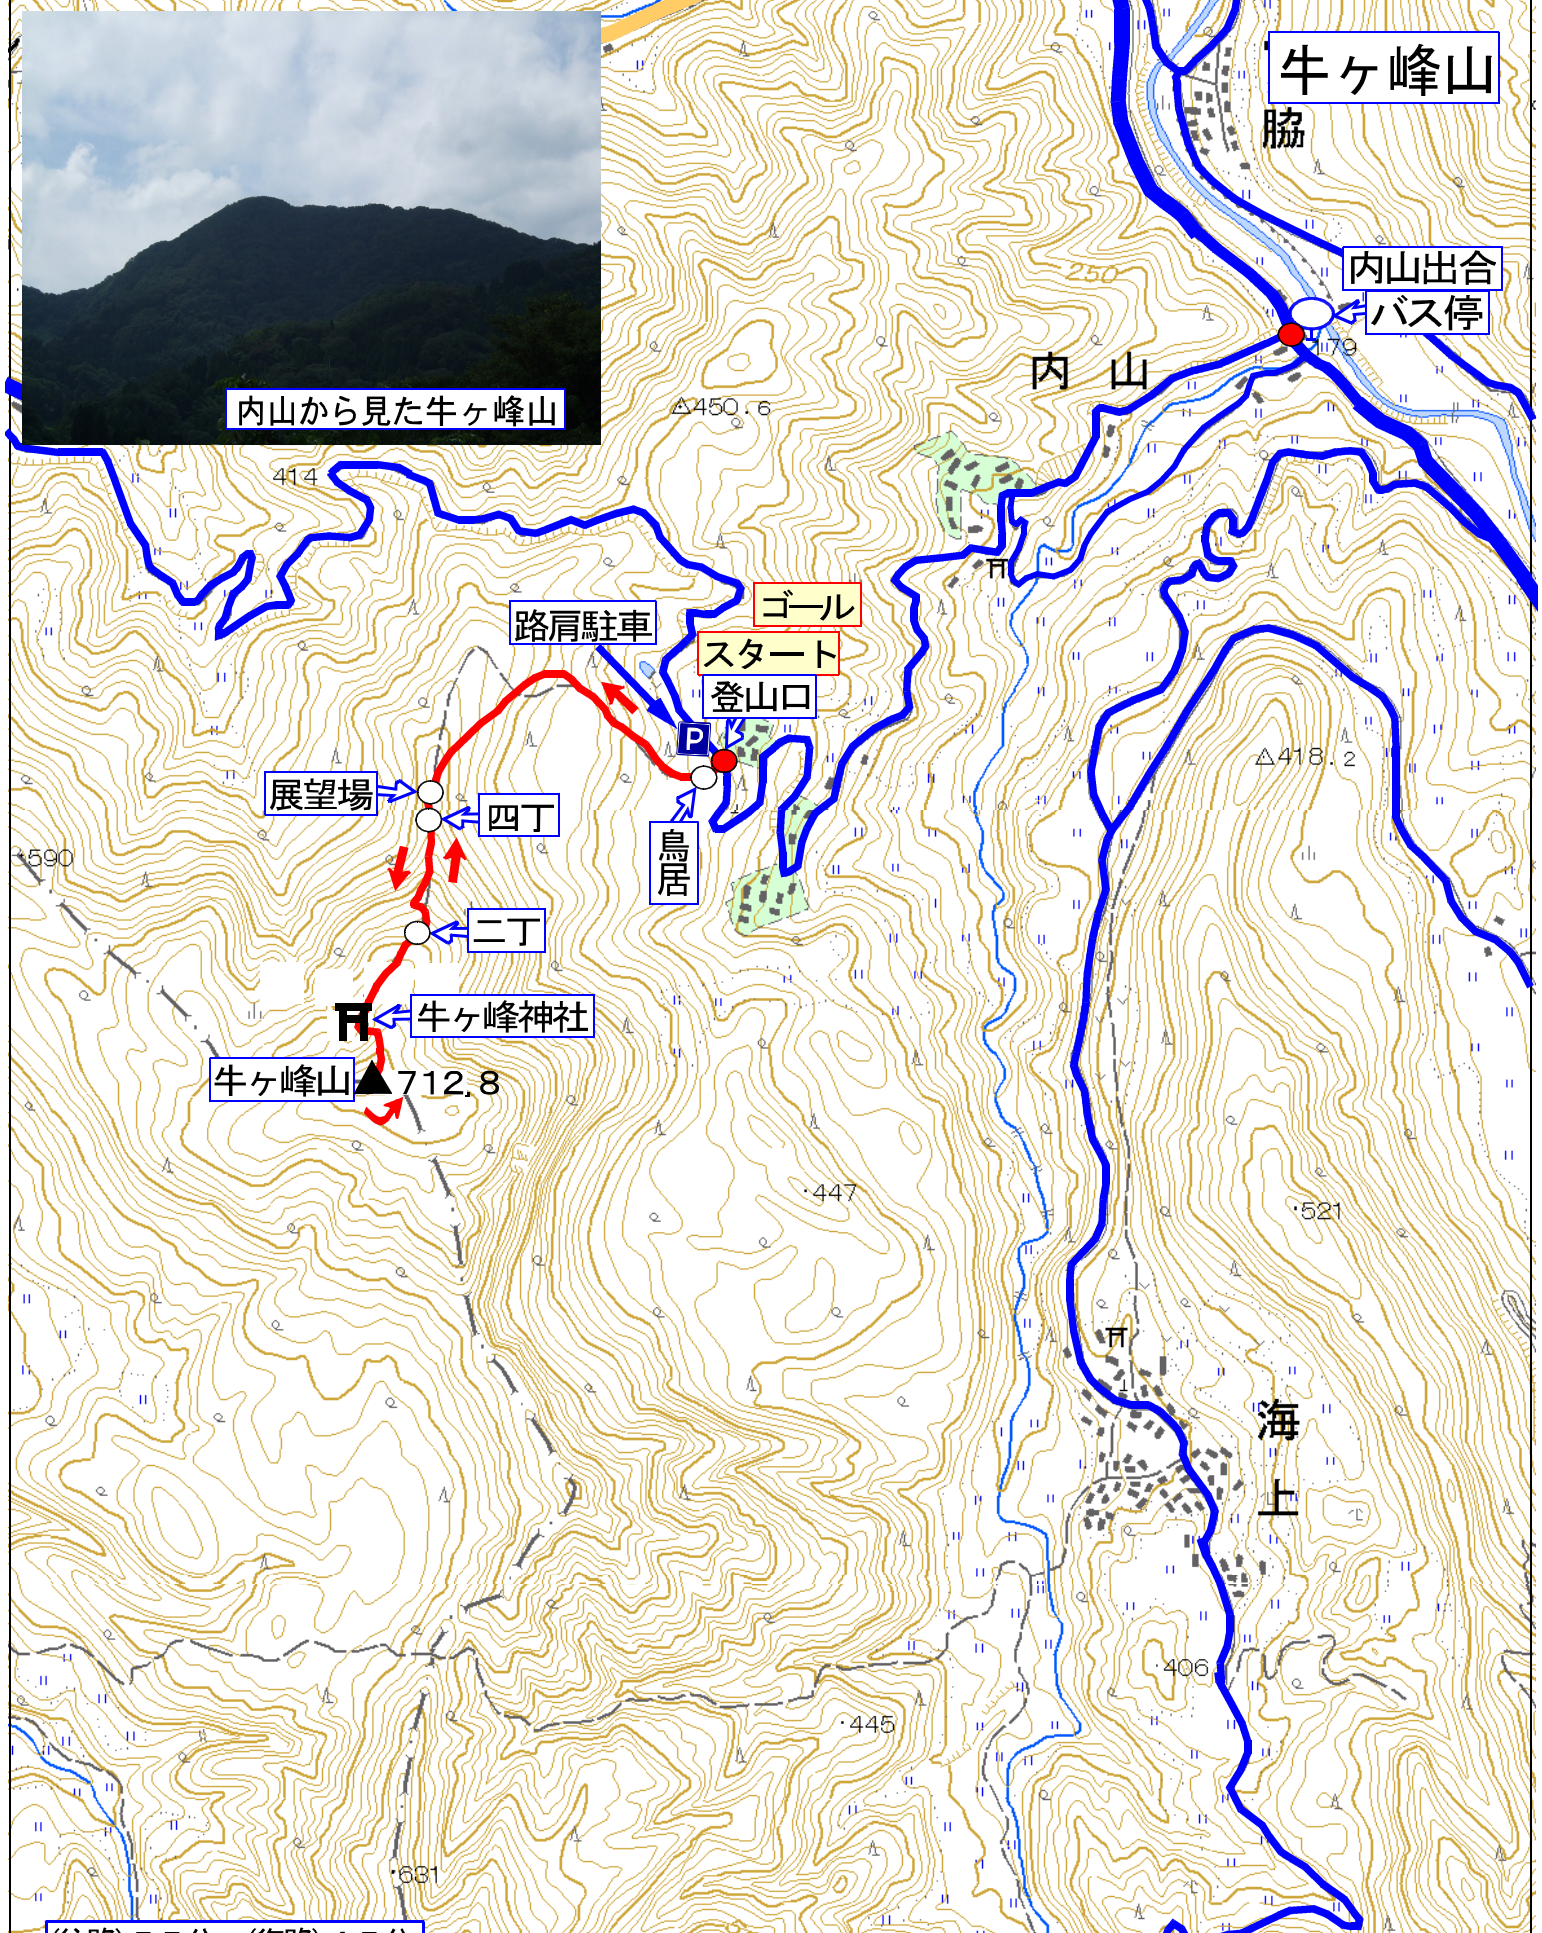 牛ヶ峰山
脇
内山出合
バス停
179
250
内 山
450.6
内山から見た牛ヶ峰山
414
ゴール
路肩駐車
スタート
登山口
P
418.2
展望場
四丁
鳥居
590
二丁
牛ヶ峰神社
牛ヶ峰山
712.8
447
521
海
上
406
445
631